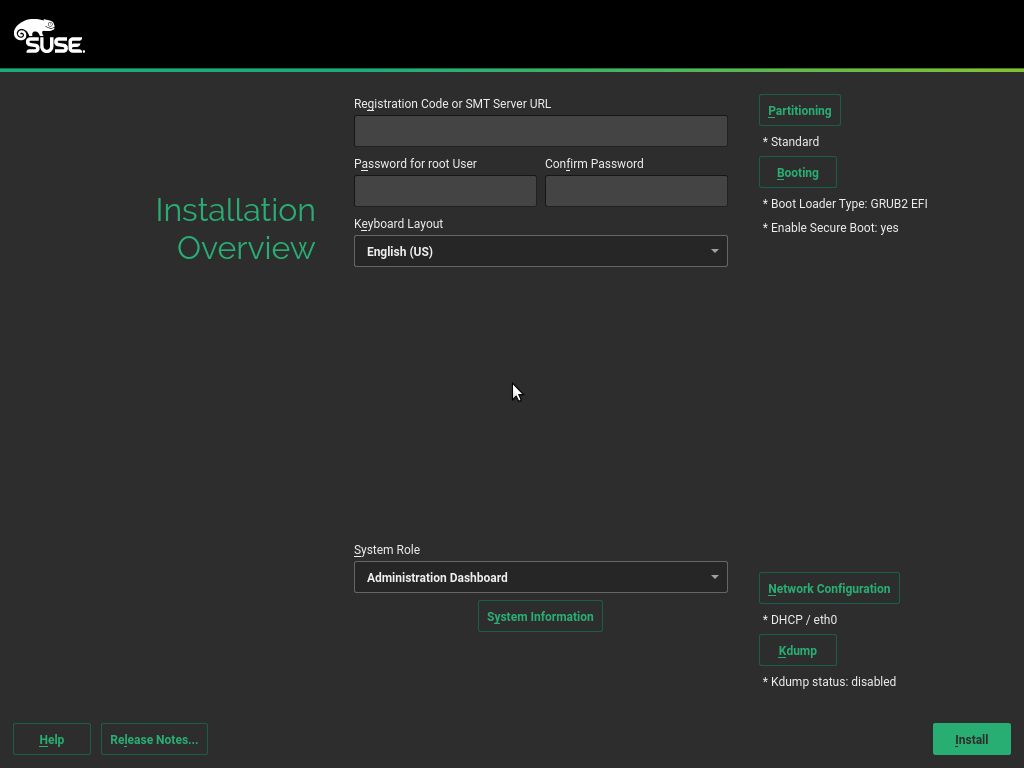 SUSE.
Installation
Overview
Registration Code or SMT Server URL
Password for root User
Confirm Password
Keyboard Layout
English (US)
System Role
Administration Dashboard
System Information
Partitioning
* Standard
Booting
* Boot Loader Type: GRUB2 EFI
* Enable Secure Boot: yes
Network Configuration
* DHCP / eth0
Kdump
* Kdump status: disabled
Help
Release Notes...
Install